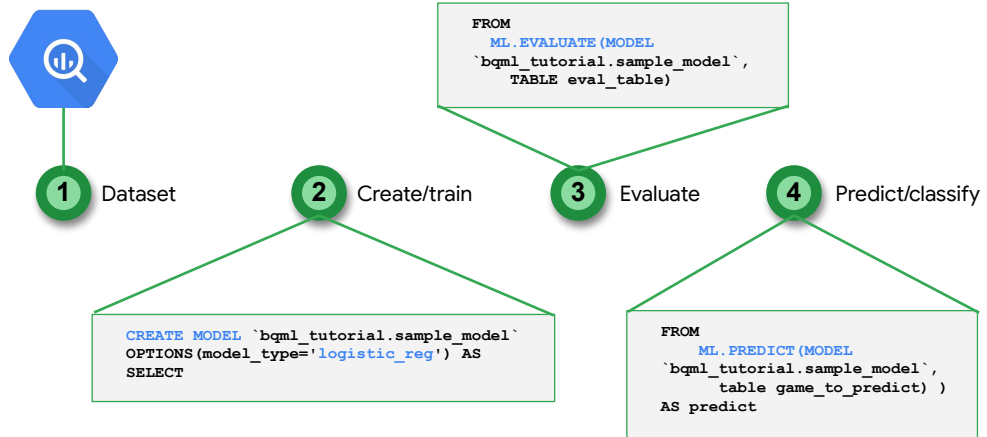 FROM
ML.EVALUATE(MODEL
`bqml_tutorial.sample_model`,
TABLE eval_table)
1 Dataset
2 Create/train
3 Evaluate
4 Predict/classify
CREATE MODEL `bqml_tutorial.sample_model`
OPTIONS(model_type='logistic_reg') AS
SELECT
FROM
ML.PREDICT(MODEL
`bqml_tutorial.sample_model`,
table game_to_predict) )
AS predict